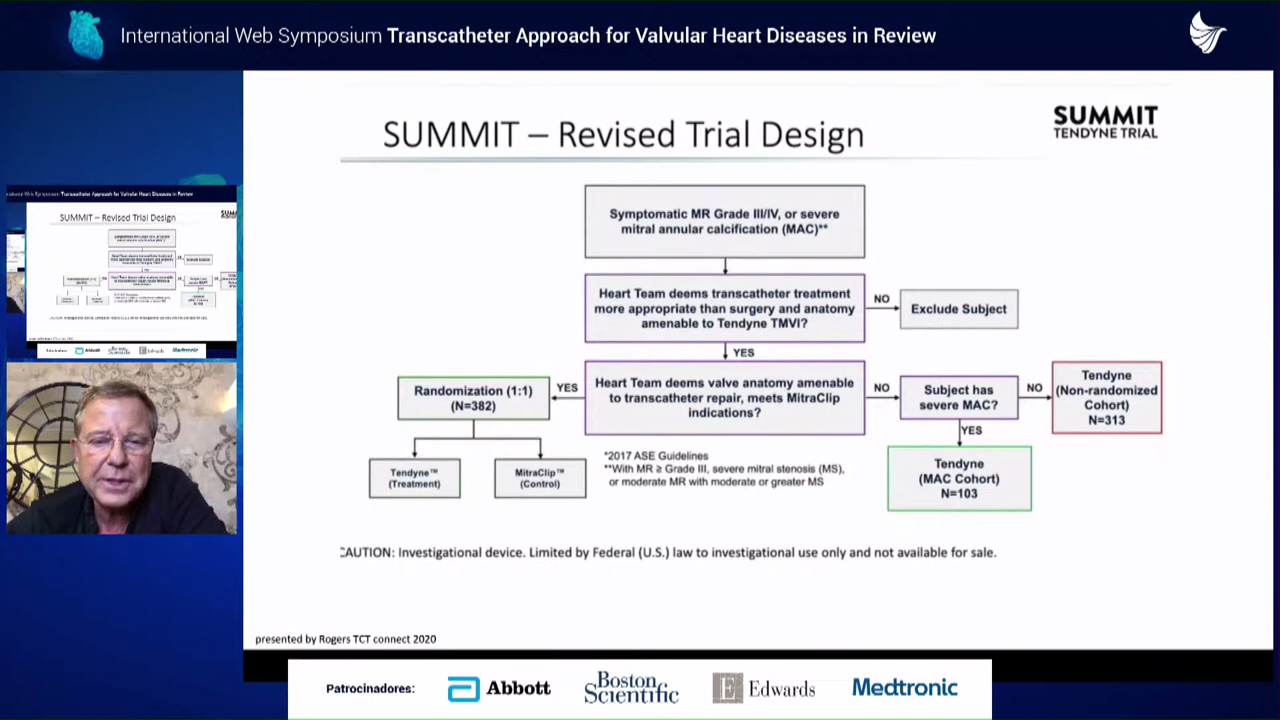 International Web Symposium Transcatheter Approach for Valvular Heart Diseases in Review
SUMMIT – Revised Trial Design
SUMMIT
TENDYNE TRIAL
Symptomatic MR Grade III/IV, or severe
mitral annular calcification (MAC)**
Heart Team deems transcatheter treatment
more appropriate than surgery and anatomy
amenable to Tendyne TMVI?
NO
Exclude Subject
YES
Heart Team deems valve anatomy amenable
to transcatheter repair, meets MitraClip
indications?
YES
Randomization (1:1)
(N=382)
Tendyne™
(Treatment)
MitraClip™
(Control)
NO
Subject has
severe MAC?
NO
Tendyne
(Non-randomized
Cohort)
N=313
YES
Tendyne
(MAC Cohort)
N=103
*2017 ASE Guidelines
**With MR ≥ Grade III, severe mitral stenosis (MS),
or moderate MR with moderate or greater MS
CAUTION: Investigational device. Limited by Federal (U.S.) law to investigational use only and not available for sale.
presented by Rogers TCT connect 2020
Patrocinadores:
Abbott
Boston
Scientific
E Edwards
Medtronic
SUMMIT – Revised Trial Design